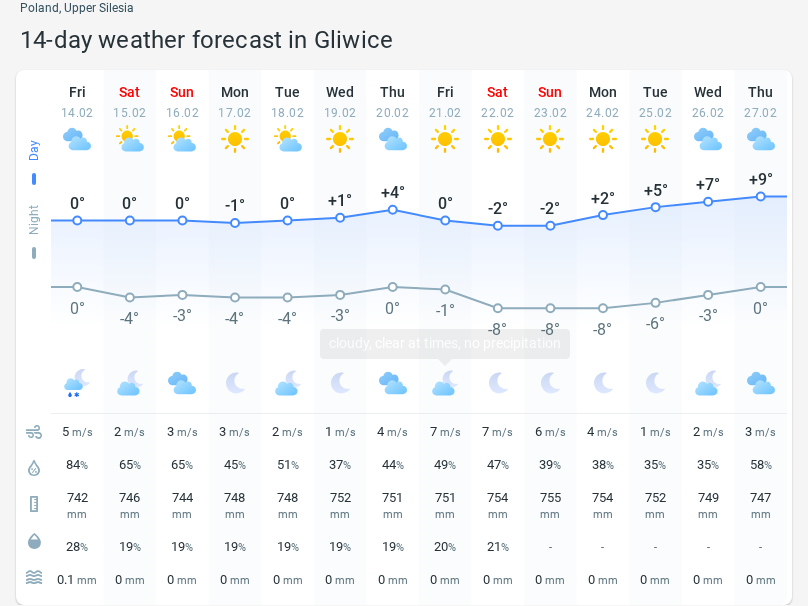 Poland, Upper Silesia
14-day weather forecast in Gliwice
Fri Sat Sun Mon Tue Wed Thu Fri Sat Sun Mon Tue Wed Thu
14.02 15.02 16.02 17.02 18.02 19.02 20.02 21.02 22.02 23.02 24.02 25.02 26.02 27.02
Day
0° 0° 0° -1° 0° +1° +4° 0° -2° -2° +2° +5° +7° +9°
Night
0° -4° -3° -4° -4° -3° 0° -1° -8° -8° -8° -6° -3° 0°
cloudy, clear at times, no precipitation
5 m/s 2 m/s 3 m/s 3 m/s 2 m/s 1 m/s 4 m/s 7 m/s 7 m/s 6 m/s 4 m/s 1 m/s 2 m/s 3 m/s
84% 65% 65% 45% 51% 37% 44% 49% 47% 39% 38% 35% 35% 58%
742 746 744 748 748 752 751 751 754 755 754 752 749 747
mm mm mm mm mm mm mm mm mm mm mm mm mm mm
28% 19% 19% 19% 19% 19% 19% 20% 21% - - - - -
0.1 mm 0 mm 0 mm 0 mm 0 mm 0 mm 0 mm 0 mm 0 mm 0 mm 0 mm 0 mm 0 mm 0 mm